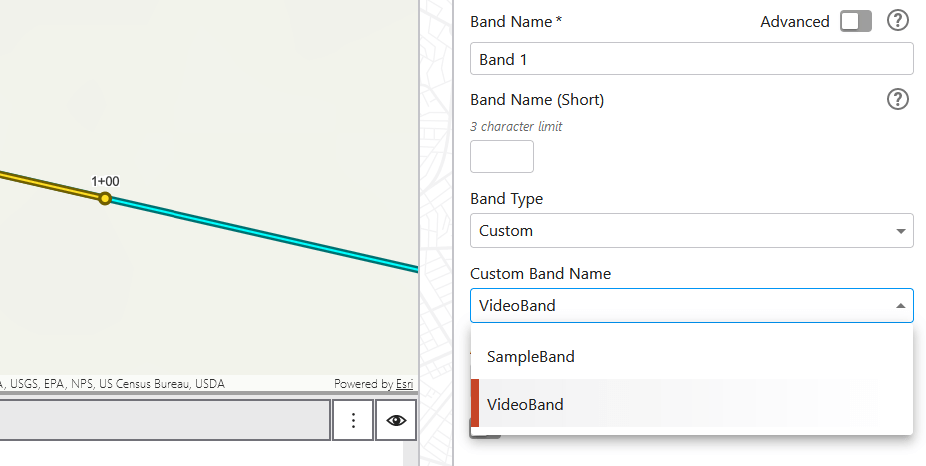 1+00
A, USGS, EPA, NPS, US Census Bureau, USDA
Powered by Esri
Band Name *
Advanced
?
Band 1
Band Name (Short)
?
3 character limit
Band Type
Custom
Custom Band Name
VideoBand
SampleBand
VideoBand